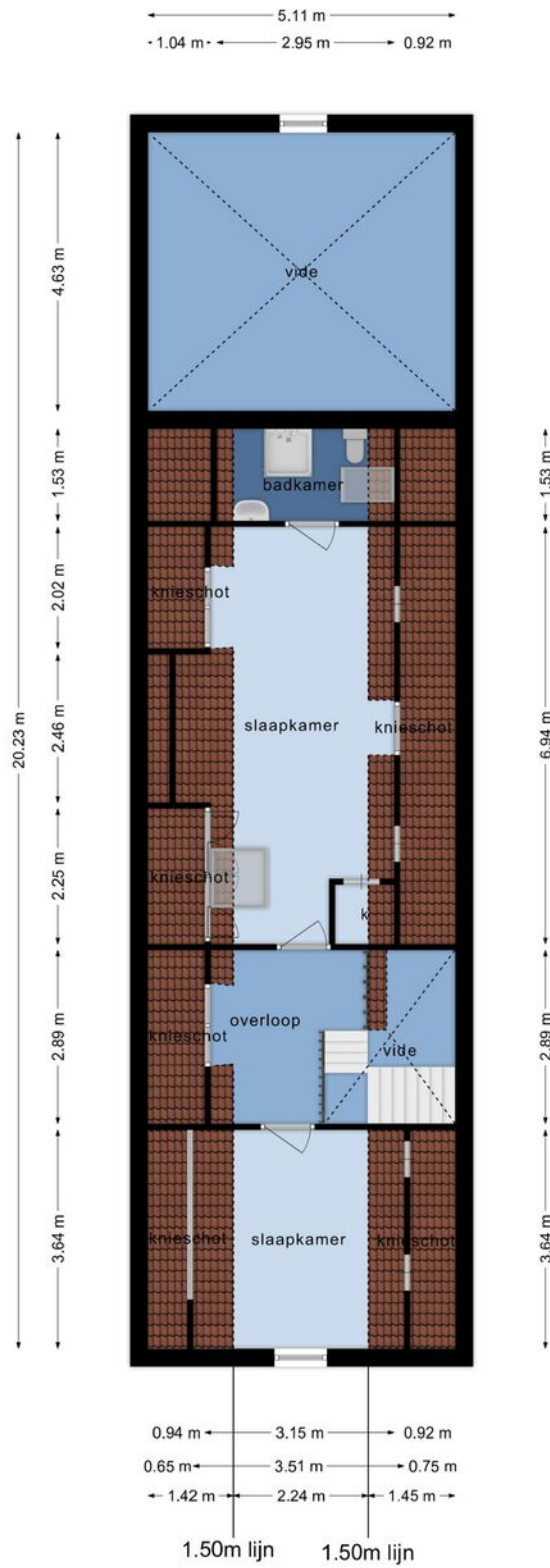 5.11 m
1.04 m 2.95 m 0.92 m
vide
4.63 m
1.53 m
badkamer
1.53 m
2.02 m
knieschot
20.23 m
2.46 m
slaapkamer
knieschot
6.94 m
2.25 m
knieschot
k
2.89 m
knieschot
overloop
vide
2.89 m
3.64 m
knieschot
slaapkamer
knieschot
3.64 m
0.94 m 3.15 m 0.92 m
0.65 m 3.51 m 0.75 m
1.42 m 2.24 m 1.45 m
1.50m lijn 1.50m lijn